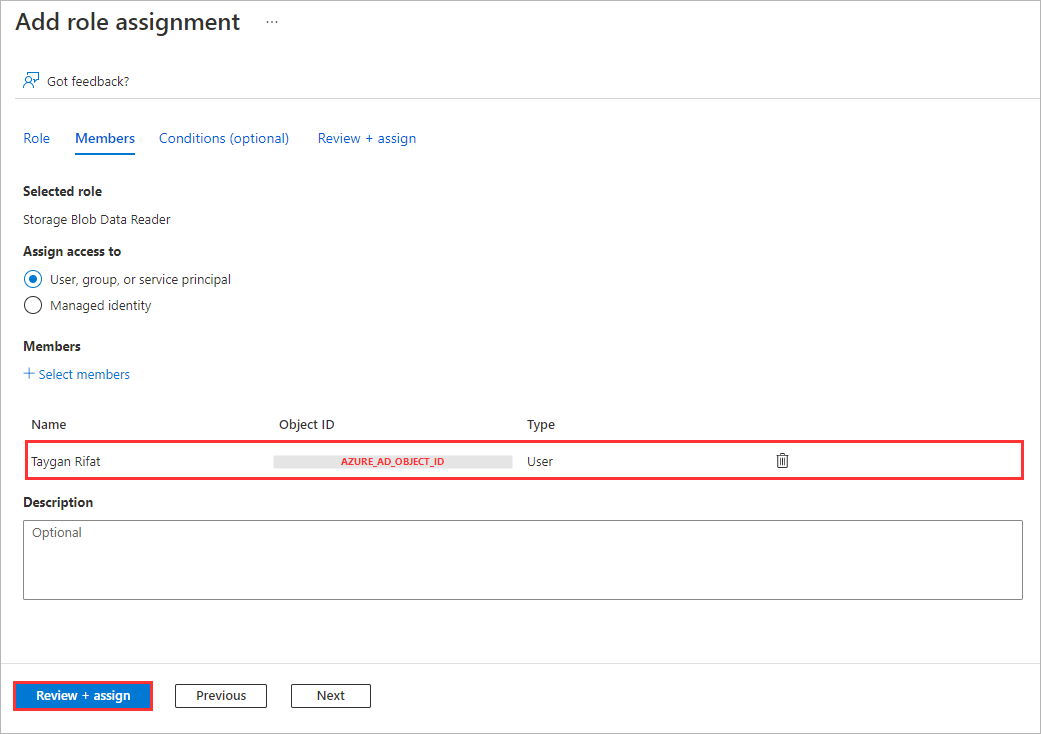 Add role assignment ...
Got feedback?
Role Members Conditions (optional) Review + assign
Selected role
Storage Blob Data Reader
Assign access to
User, group, or service principal
Managed identity
Members
+ Select members
Name Object ID Type
Taygan Rifat AZURE_AD_OBJECT_ID User
Description
Optional
Review + assign Previous Next